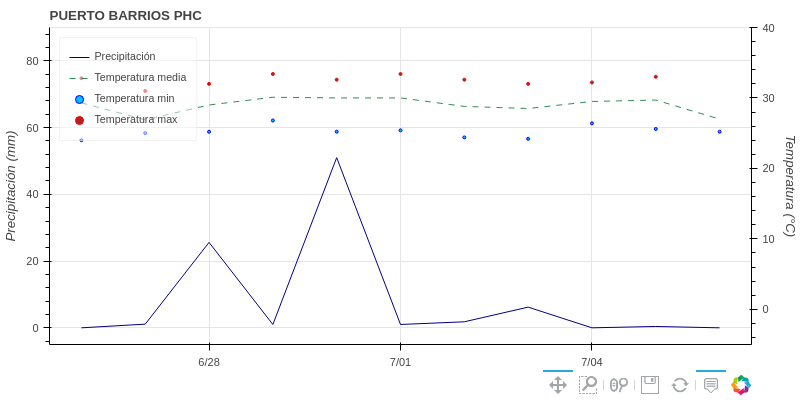 PUERTO BARRIOS PHC
Precipitación
Temperatura media
Temperatura min
Temperatura max
Precipitación (mm)
80
60
40
20
0
Temperatura (°C)
40
30
20
10
0
6/28
7/01
7/04